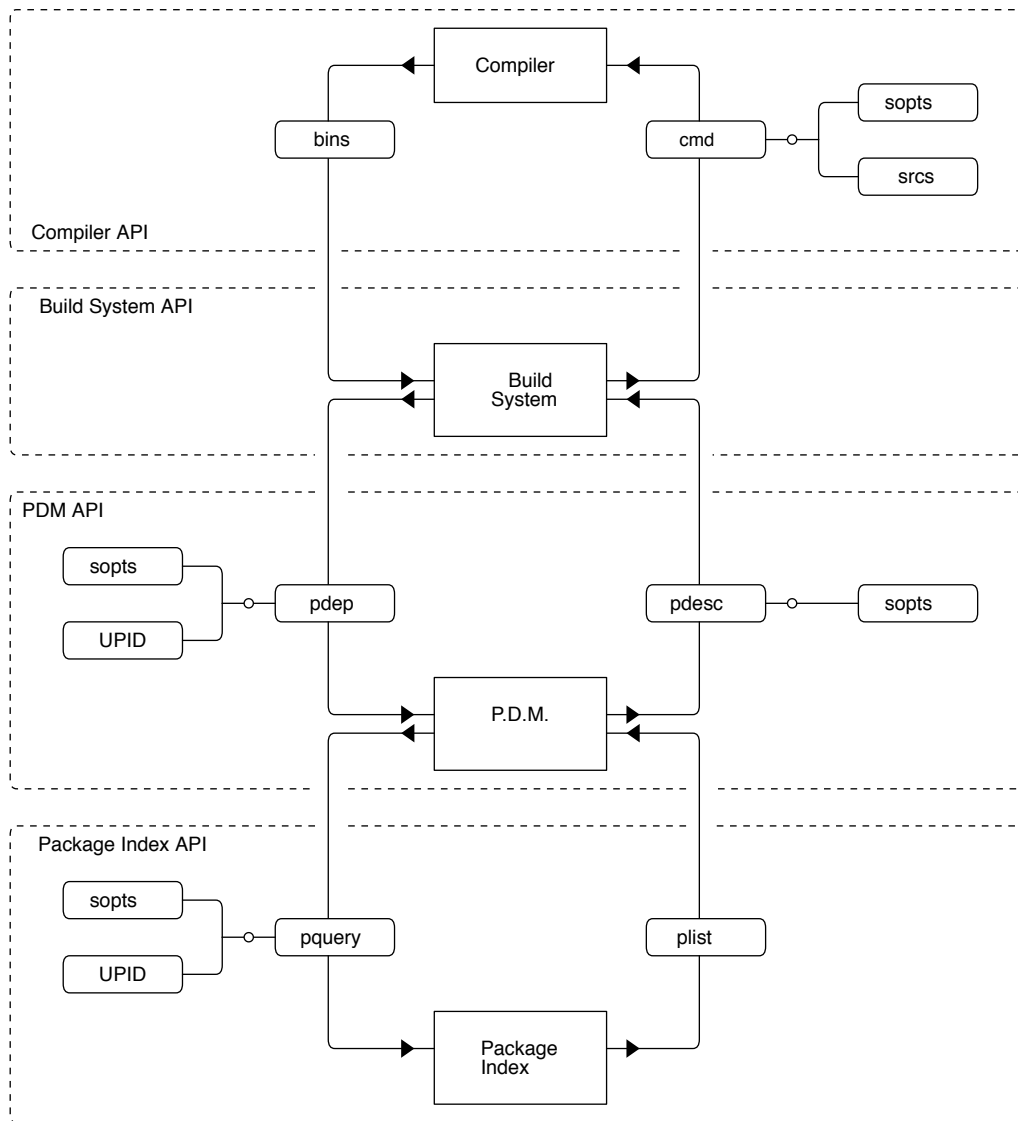 Compiler
sopts
bins
cmd
srcs
Compiler API
Build System API
Build
System
PDM API
sopts
pdep
pdesc
sopts
UPID
P.D.M.
Package Index API
sopts
pquery
plist
UPID
Package
Index